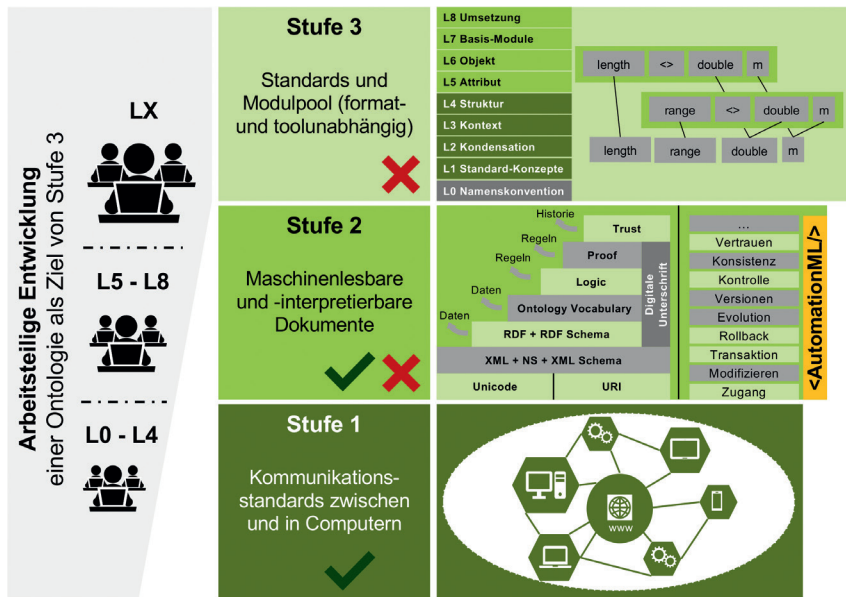 Arbeitsteilige Entwicklung
einer Ontologie als Ziel von Stufe 3
LX
L5 - L8
L0 - L4
Stufe 3
Standards und
Modulpool (format-
und toolunabhängig)
L8 Umsetzung
L7 Basis-Module
L6 Objekt
L5 Attribut
L4 Struktur
L3 Kontext
L2 Kondensation
L1 Standard-Konzepte
L0 Namenskonvention
length <> double m
range <> double m
length range double m
Stufe 2
Maschinenlesbare
und -interpretierbare
Dokumente
Historie
Regeln
Regeln
Daten
Daten
Trust
Proof
Logic
Ontology Vocabulary
RDF + RDF Schema
XML + NS + XML Schema
Unicode URI
Digitale
Unterschrift
...
Vertrauen
Konsistenz
Kontrolle
Versionen
Evolution
Rollback
Transaktion
Modifizieren
Zugang
<AutomationML/>
Stufe 1
Kommunikations-
standards zwischen
und in Computern
www